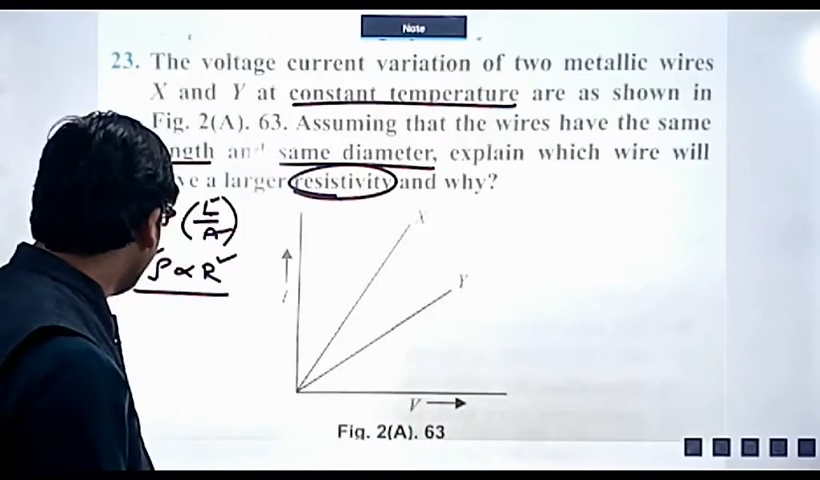 Note
23. The voltage current variation of two metallic wires
X and Y at constant temperature are as shown in
Fig. 2(A). 63. Assuming that the wires have the same
ngth and same diameter, explain which wire will
ve a larger resistivity and why?
(L/A)
ρ ∝ R
X
Y
I
V
Fig. 2(A). 63